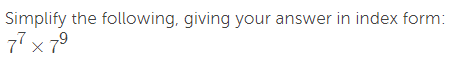 Simplify the following, giving your answer in index form:
7⁷ × 7⁹